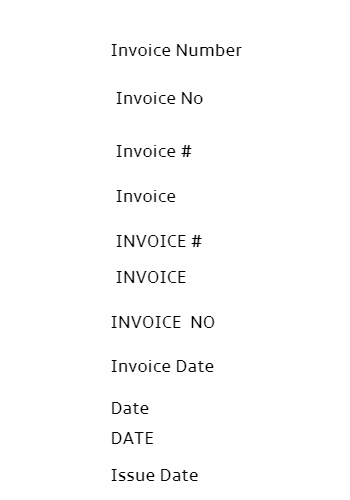 Invoice Number
Invoice No
Invoice #
Invoice
INVOICE #
INVOICE
INVOICE NO
Invoice Date
Date
DATE
Issue Date